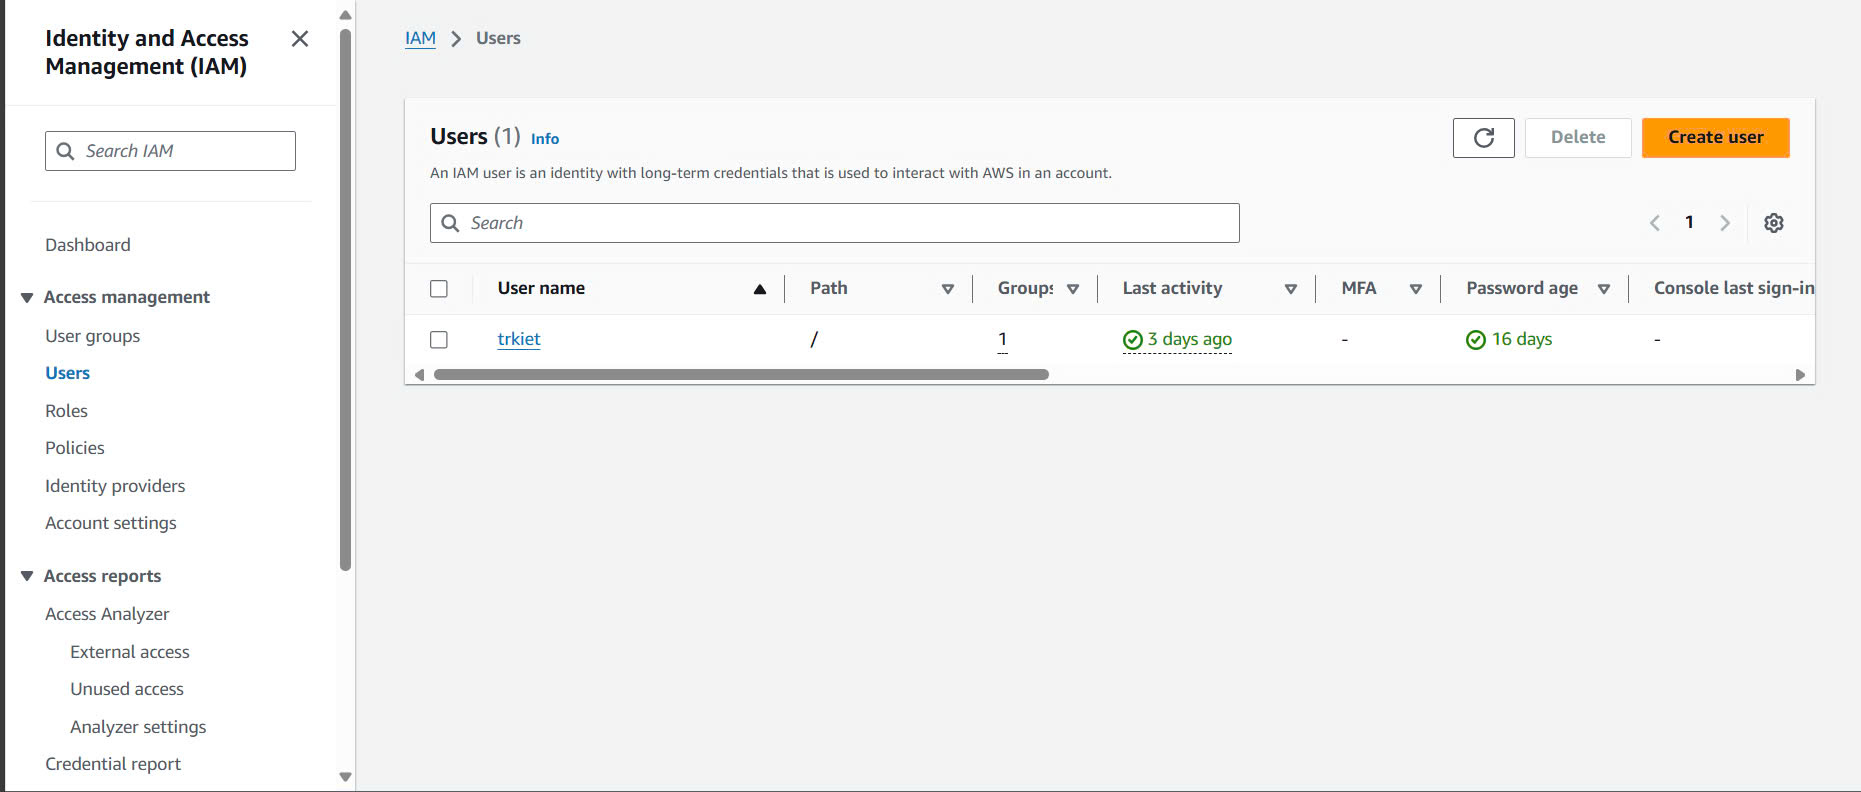 Identity and Access
Management (IAM)
Search IAM
Dashboard
Access management
User groups
Users
Roles
Policies
Identity providers
Account settings
Access reports
Access Analyzer
External access
Unused access
Analyzer settings
Credential report
IAM > Users
Users (1) Info
Delete
Create user
An IAM user is an identity with long-term credentials that is used to interact with AWS in an account.
Search
1
User name Path Groups Last activity MFA Password age Console last sign-in
trkiet / 1 3 days ago - 16 days -